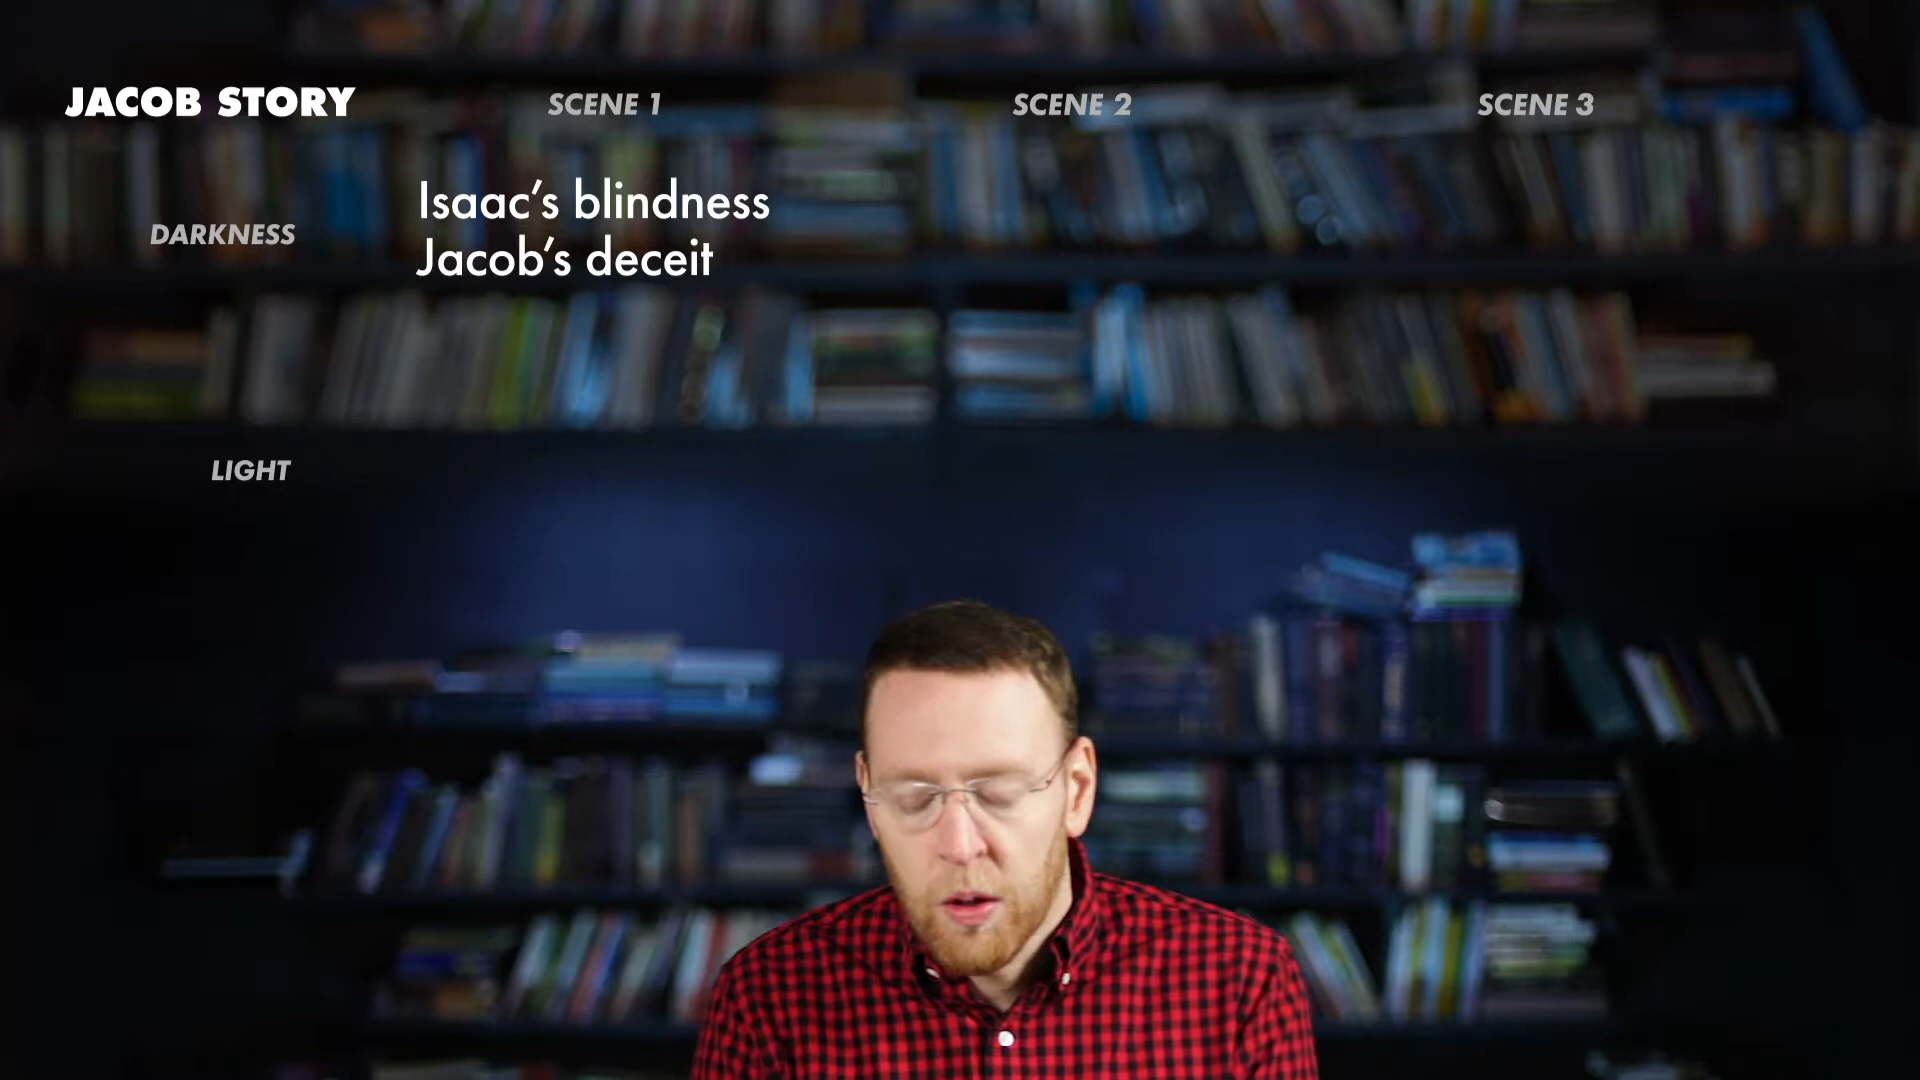 JACOB STORY
SCENE 1
SCENE 2
SCENE 3
DARKNESS
Isaac’s blindness
Jacob’s deceit
LIGHT